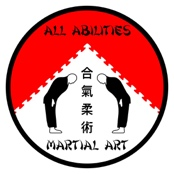 ALL ABILITIES
合
氣
柔
術
MARTIAL ART